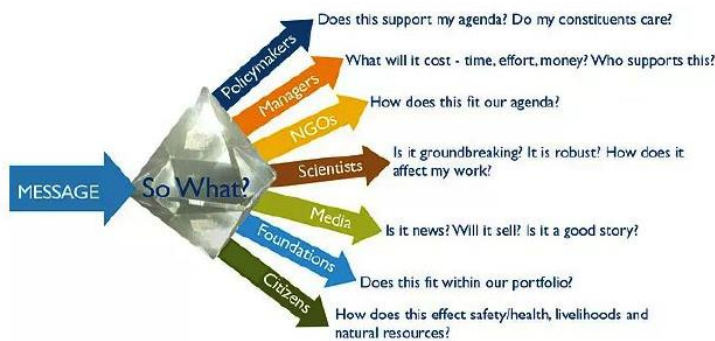 Policymakers
Does this support my agenda? Do my constituents care?
Managers
What will it cost - time, effort, money? Who supports this?
NGOs
How does this fit our agenda?
Scientists
Is it groundbreaking? It is robust? How does it
affect my work?
MESSAGE
So What?
Media
Is it news? Will it sell? Is it a good story?
Foundations
Does this fit within our portfolio?
Citizens
How does this effect safety/health, livelihoods and
natural resources?